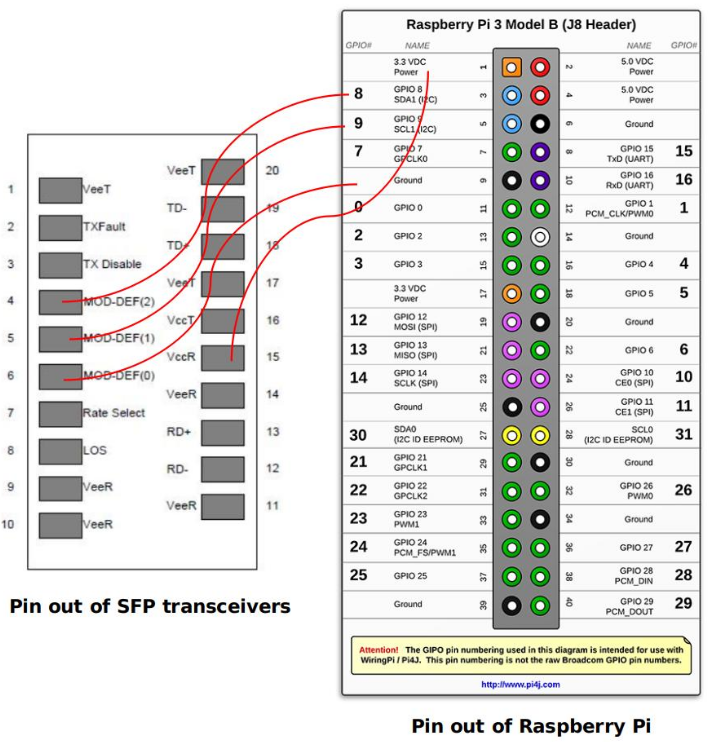 Raspberry Pi 3 Model B (J8 Header)
GPIO# NAME NAME GPIO#
3.3 VDC Power 1 2 5.0 VDC Power
8 GPIO 8 SDA1 (I2C) 3 4 5.0 VDC Power
9 GPIO 9 SCL1 (I2C) 5 6 Ground
7 GPIO 7 GPCLK0 7 8 GPIO 15 TxD (UART) 15
Ground 9 10 GPIO 16 RxD (UART) 16
0 GPIO 0 11 12 GPIO 1 PCM_CLK/PWM0 1
2 GPIO 2 13 14 Ground
3 GPIO 3 15 16 GPIO 4 4
3.3 VDC Power 17 18 GPIO 5 5
12 GPIO 12 MOSI (SPI) 19 20 Ground
13 GPIO 13 MISO (SPI) 21 22 GPIO 6 6
14 GPIO 14 SCLK (SPI) 23 24 GPIO 10 CE0 (SPI) 10
Ground 25 26 GPIO 11 CE1 (SPI) 11
30 SDA0 (I2C ID EEPROM) 27 28 SCL0 (I2C ID EEPROM) 31
21 GPIO 21 GPCLK1 29 30 Ground
22 GPIO 22 GPCLK2 31 32 GPIO 26 PWM0 26
23 GPIO 23 PWM1 33 34 Ground
24 GPIO 24 PCM_FS/PWM1 35 36 GPIO 27 27
25 GPIO 25 37 38 GPIO 28 PCM_DIN 28
Ground 39 40 GPIO 29 PCM_DOUT 29
Attention! The GIPO pin numbering used in this diagram is intended for use with
WiringPi / Pi4J. This pin numbering is not the raw Broadcom GPIO pin numbers.
http://www.pi4j.com
Pin out of Raspberry Pi
1 VeeT
2 TXFault
3 TX Disable
4 MOD-DEF(2)
5 MOD-DEF(1)
6 MOD-DEF(0)
7 Rate Select
8 LOS
9 VeeR
10 VeeR
VeeT 20
TD- 19
TD+ 18
VeeT 17
VccT 16
VccR 15
VeeR 14
RD+ 13
RD- 12
VeeR 11
Pin out of SFP transceivers